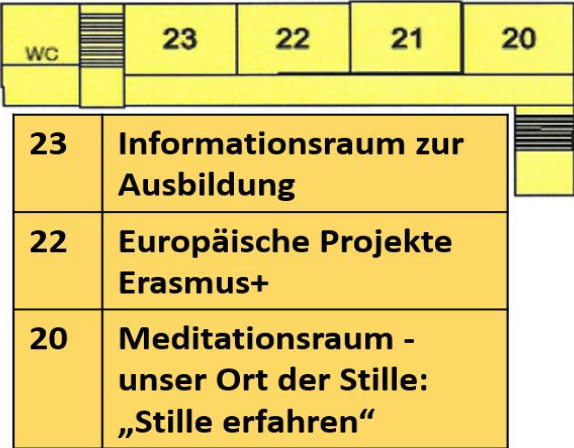 WC 23 22 21 20
23 Informationsraum zur
Ausbildung
22 Europäische Projekte
Erasmus+
20 Meditationsraum -
unser Ort der Stille:
„Stille erfahren“